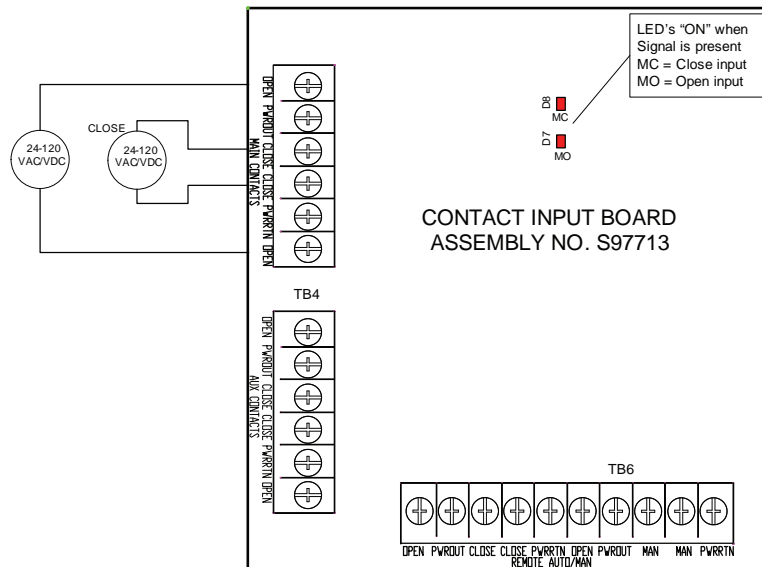 LED's “ON” when
Signal is present
MC = Close input
MO = Open input
D8
MC
D7
MO
CLOSE
24-120
VAC/VDC
24-120
VAC/VDC
OPEN PWROUT CLOSE CLOSE PWRRTN OPEN
MAIN CONTACTS
CONTACT INPUT BOARD
ASSEMBLY NO. S97713
TB4
OPEN PWROUT CLOSE CLOSE PWRRTN OPEN
AUX CONTACTS
TB6
OPEN PWROUT CLOSE CLOSE PWRRTN OPEN PWROUT MAN MAN PWRRTN
REMOTE AUTO/MAN